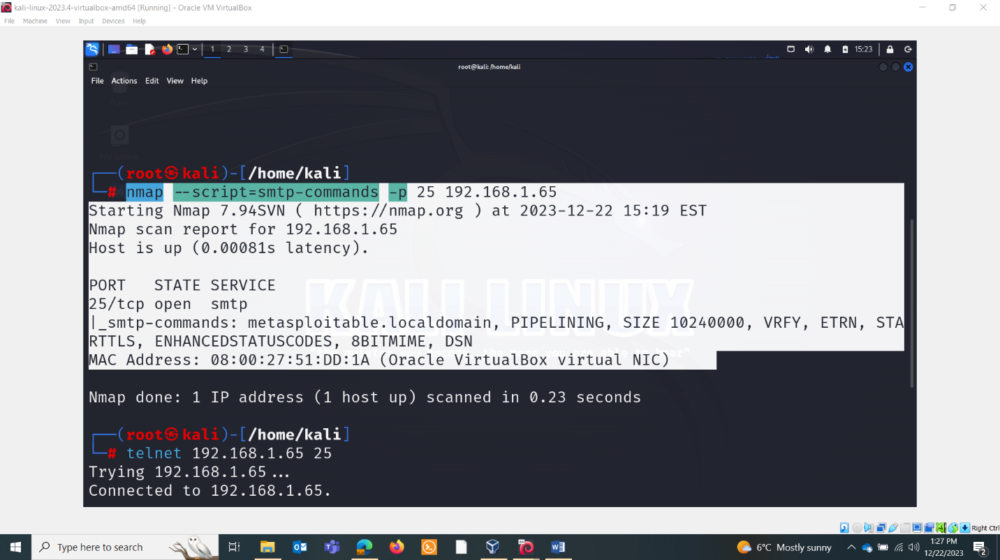 kali-linux-2023.4-virtualbox-amd64 [Running] - Oracle VM VirtualBox
File Machine View Input Devices Help
1 2 3 4 15:23
root@kali: /home/kali
File Actions Edit View Help
Trash
File System
(root㉿kali)-[/home/kali]
# nmap --script=smtp-commands -p 25 192.168.1.65
Starting Nmap 7.94SVN ( https://nmap.org ) at 2023-12-22 15:19 EST
Nmap scan report for 192.168.1.65
Host is up (0.00081s latency).
PORT   STATE SERVICE
25/tcp open  smtp
KALI LINUX
|_smtp-commands: metasploitable.localdomain, PIPELINING, SIZE 10240000, VRFY, ETRN, STA
RTTLS, ENHANCEDSTATUSCODES, 8BITMIME, DSN
MAC Address: 08:00:27:51:DD:1A (Oracle VirtualBox virtual NIC)
Nmap done: 1 IP address (1 host up) scanned in 0.23 seconds
(root㉿kali)-[/home/kali]
# telnet 192.168.1.65 25
Trying 192.168.1.65...
Connected to 192.168.1.65.
Right Ctrl
Type here to search
6°C Mostly sunny
1:27 PM
12/22/2023
2